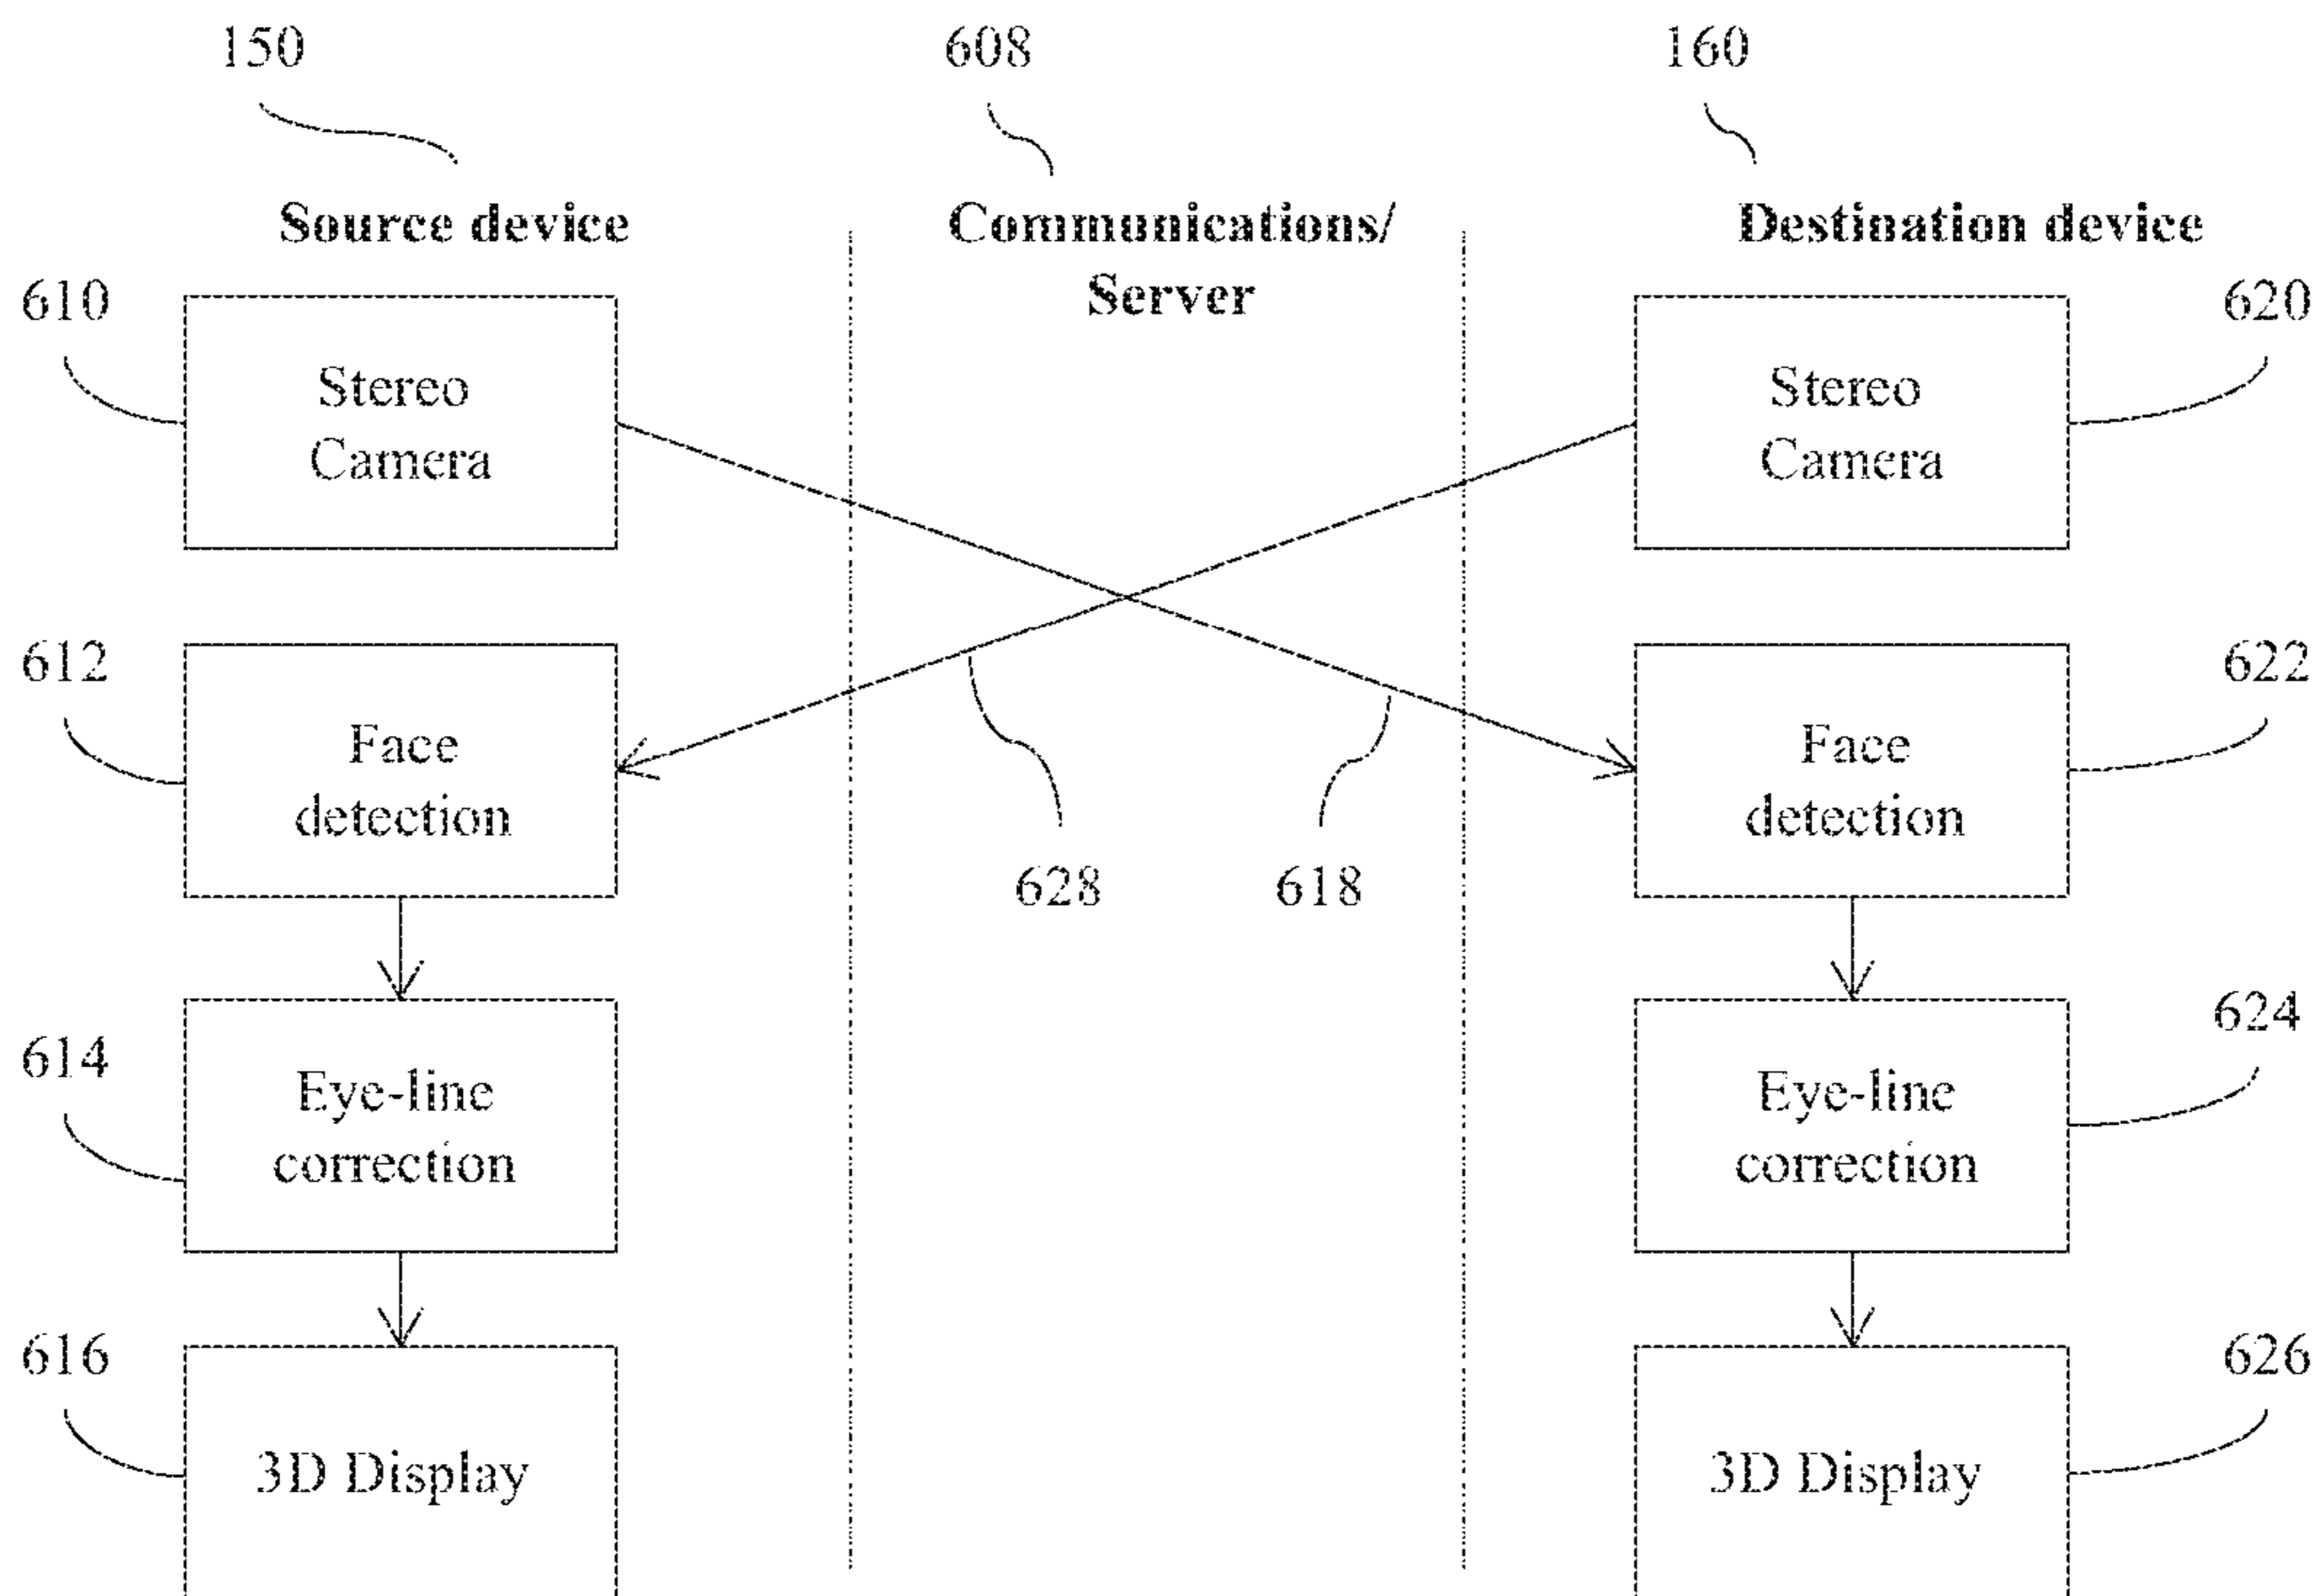 150
608
160
Source device
Communications/
Server
Destination device
610
Stereo
Camera
Stereo
Camera
620
612
Face
detection
Face
detection
622
628
618
614
Eye-line
correction
Eye-line
correction
624
616
3D Display
3D Display
626